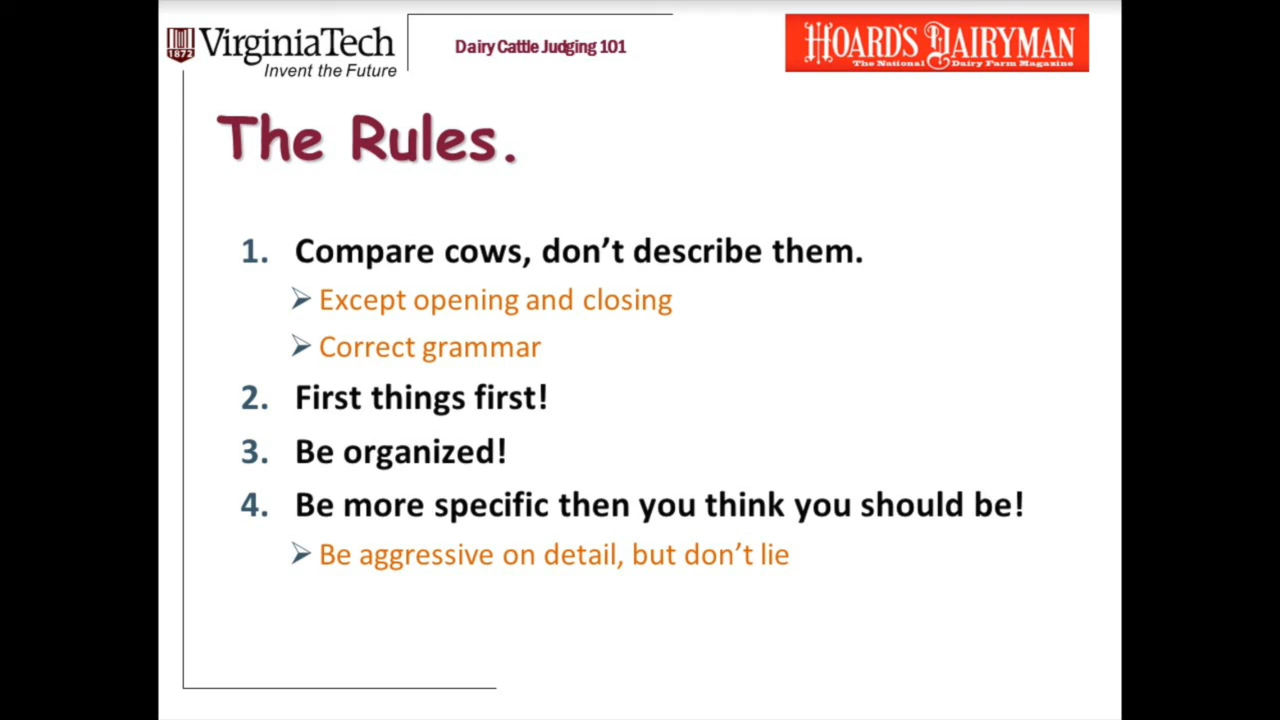 VirginiaTech
1872
Invent the Future
Dairy Cattle Judging 101
HOARD'S DAIRYMAN
The National Dairy Farm Magazine
The Rules.
1. Compare cows, don't describe them.
Except opening and closing
Correct grammar
2. First things first!
3. Be organized!
4. Be more specific then you think you should be!
Be aggressive on detail, but don't lie